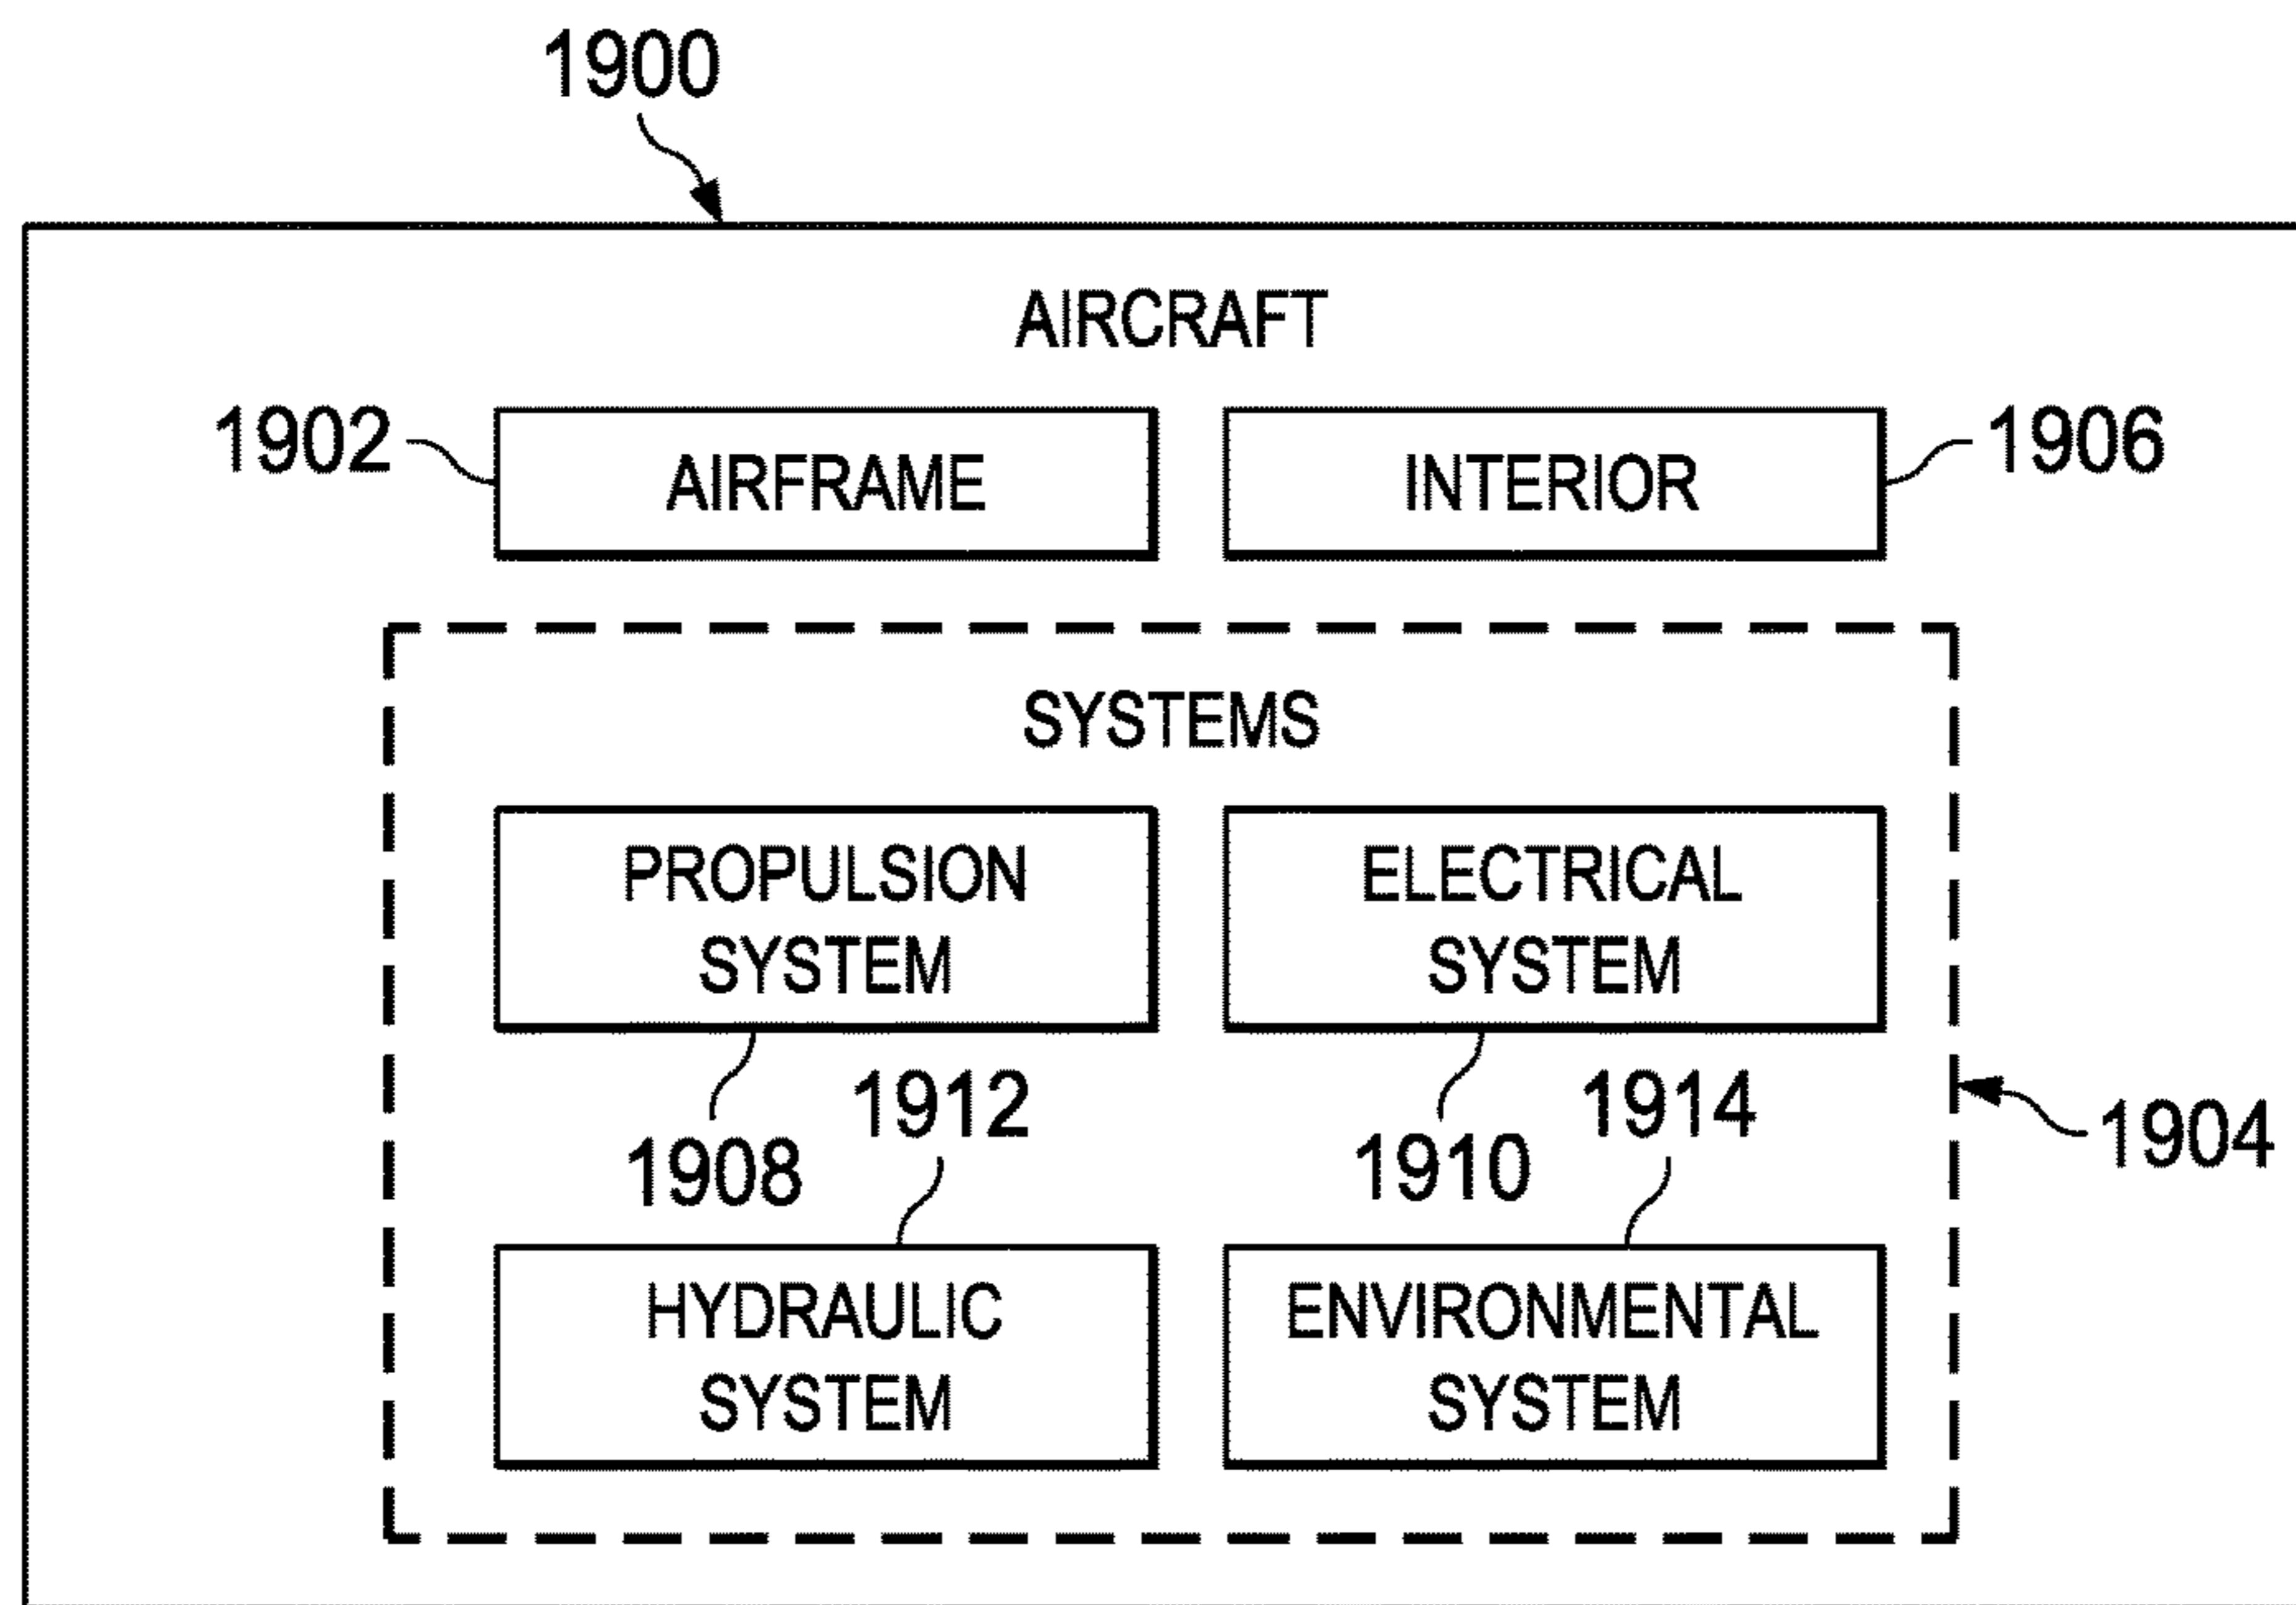 1900
AIRCRAFT
1902 AIRFRAME INTERIOR 1906
SYSTEMS
PROPULSION ELECTRICAL
SYSTEM SYSTEM
1912 1914
1908 1910 1904
HYDRAULIC ENVIRONMENTAL
SYSTEM SYSTEM